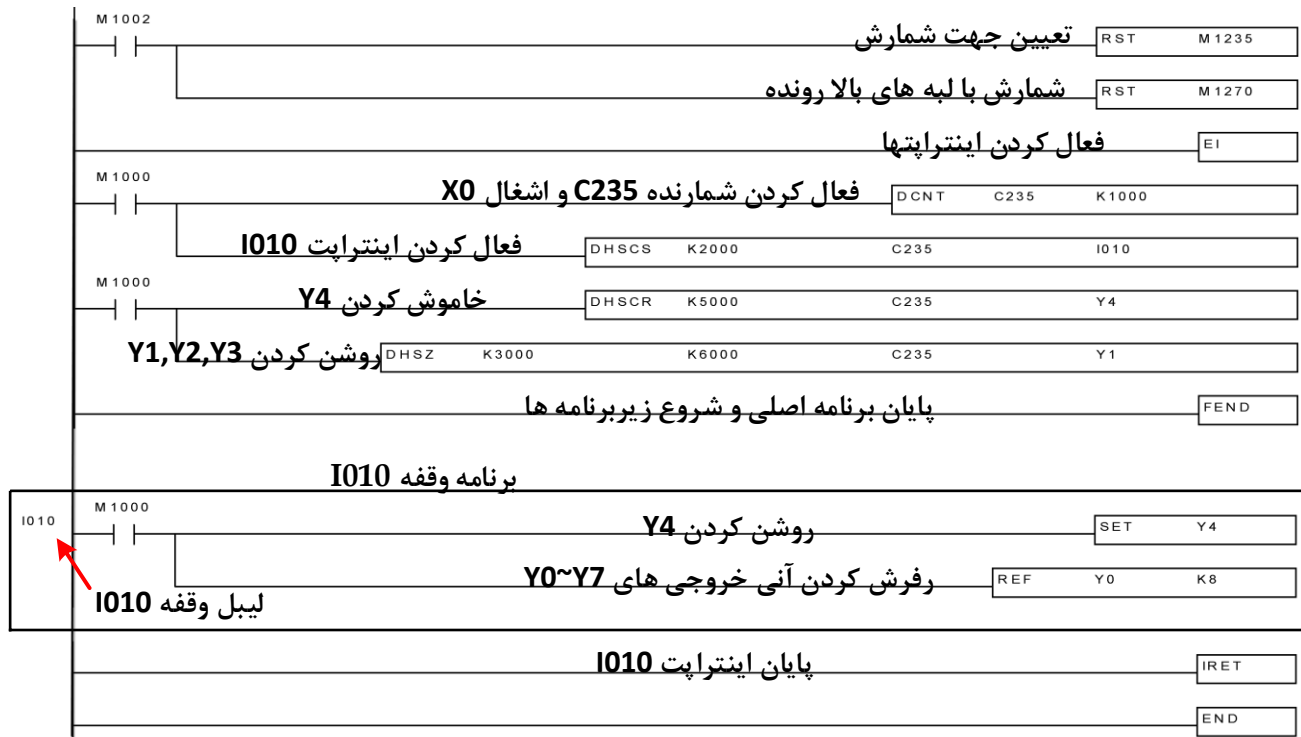 M1002
تعیین جهت شمارش RST M1235
شمارش با لبه های بالا رونده RST M1270
فعال کردن اینتراپتها EI
M1000
فعال کردن شمارنده C235 و اشغال X0 DCNT C235 K1000
فعال کردن اینتراپت I010 DHSCS K2000 C235 I010
M1000
خاموش کردن Y4 DHSCR K5000 C235 Y4
روشن کردن Y1,Y2,Y3 DHSZ K3000 K6000 C235 Y1
پایان برنامه اصلی و شروع زیربرنامه ها FEND
برنامه وقفه I010
I010 M1000
روشن کردن Y4 SET Y4
رفرش کردن آنی خروجی های Y0~Y7 REF Y0 K8
لیبل وقفه I010
پایان اینتراپت I010 IRET
END